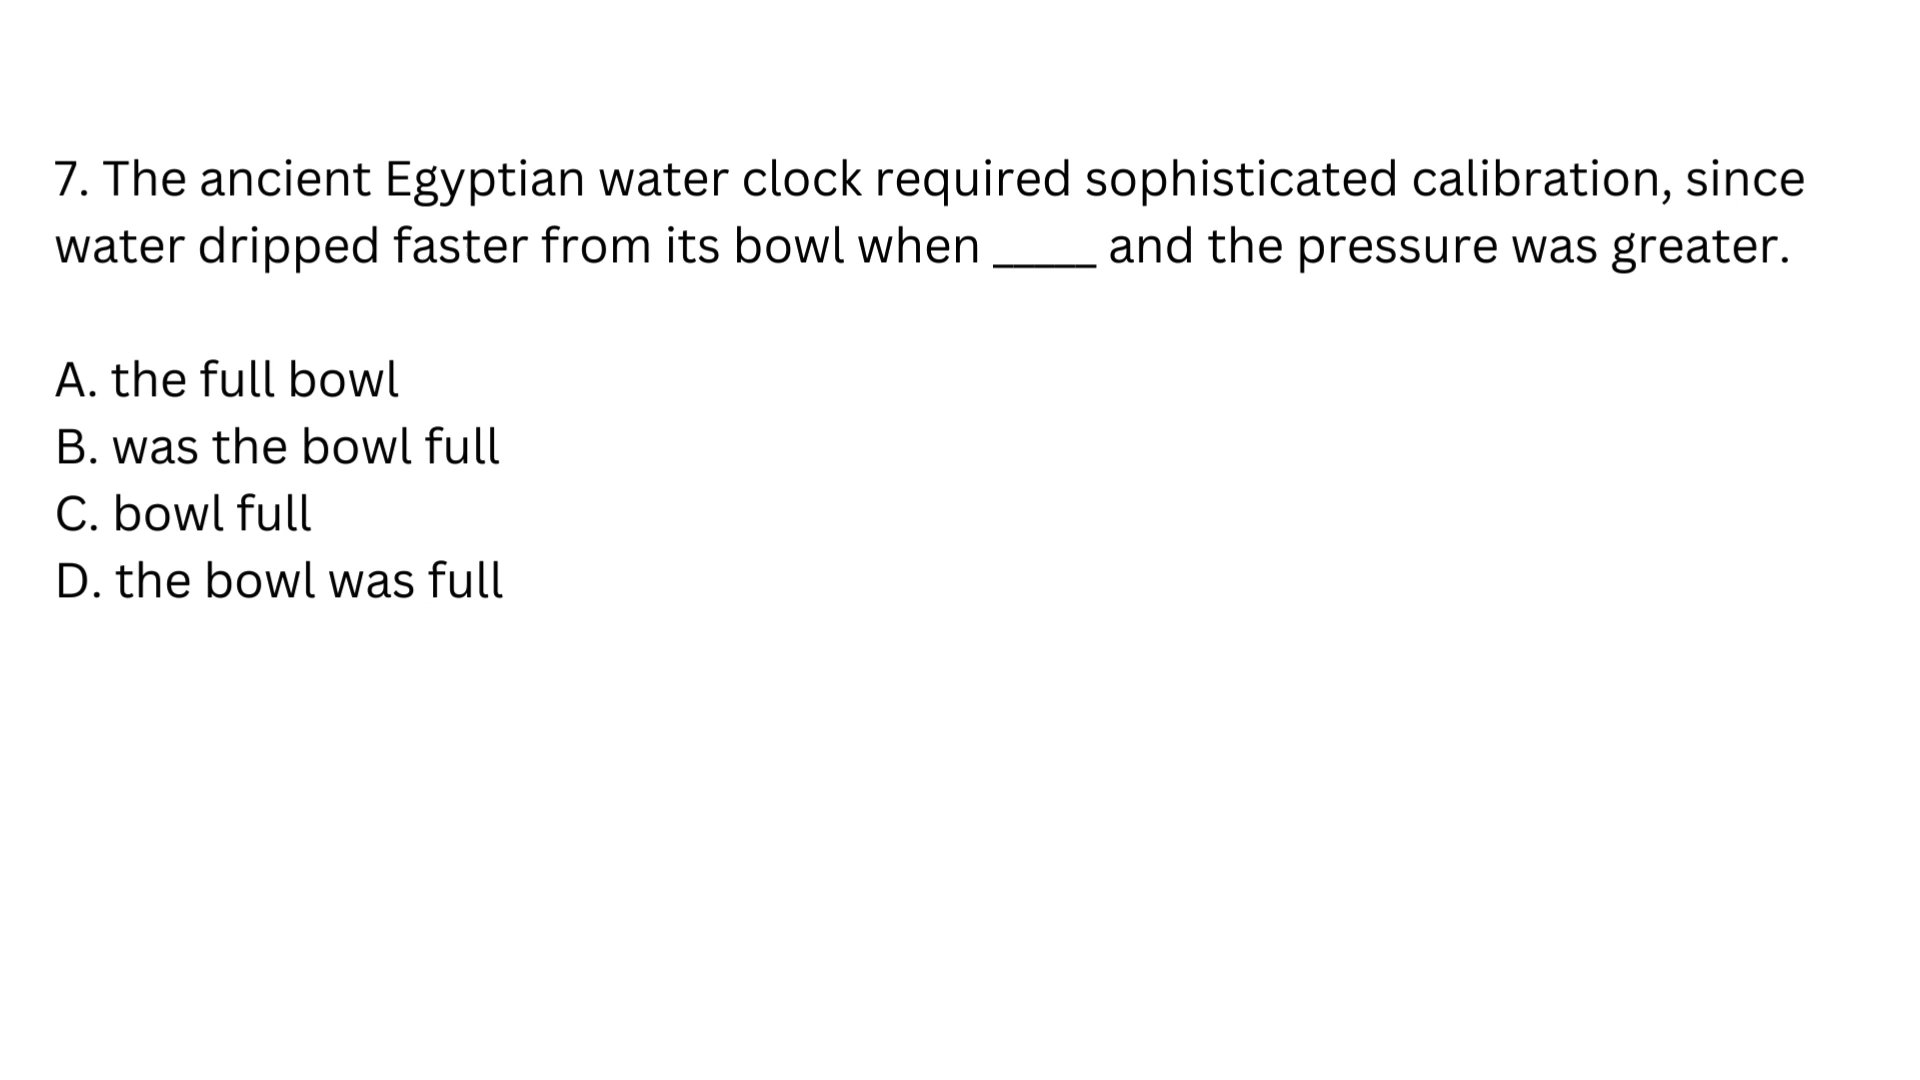 7. The ancient Egyptian water clock required sophisticated calibration, since
water dripped faster from its bowl when _____ and the pressure was greater.
A. the full bowl
B. was the bowl full
C. bowl full
D. the bowl was full